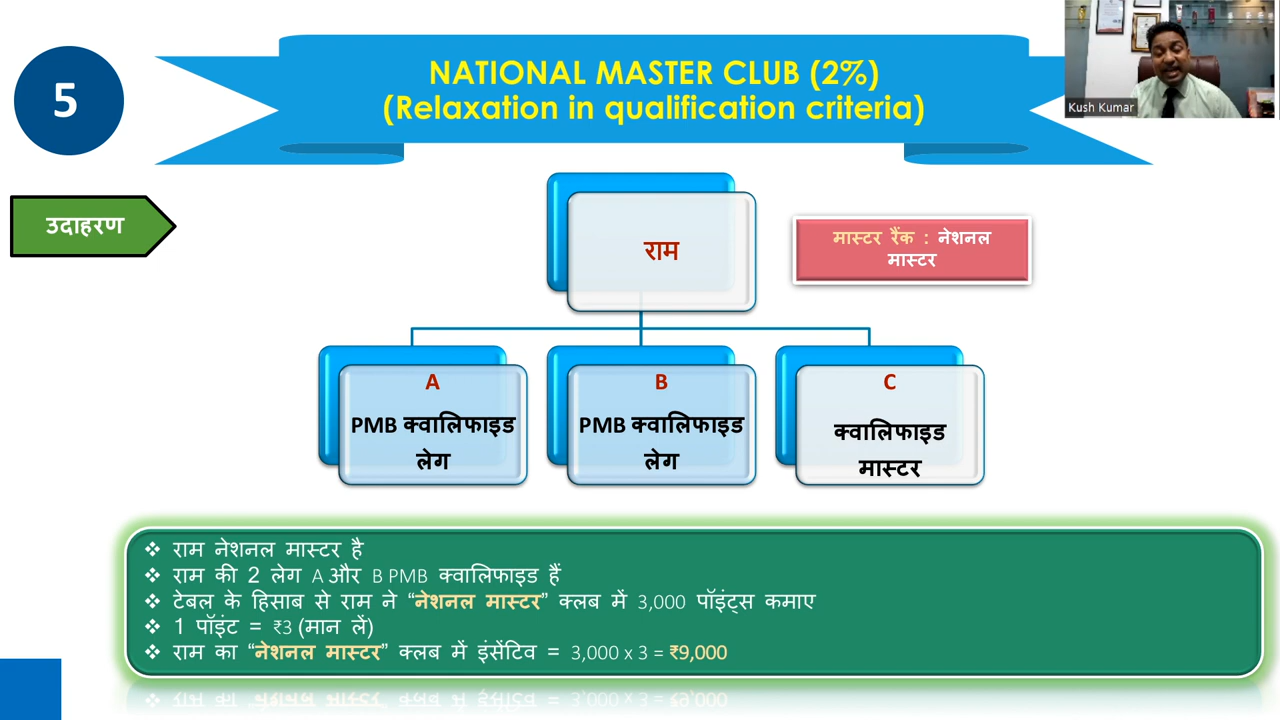 5
NATIONAL MASTER CLUB (2%)
(Relaxation in qualification criteria)
Kush Kumar
उदाहरण
राम
मास्टर रैंक : नेशनल
मास्टर
A
PMB क्वालिफाइड
लेग
B
PMB क्वालिफाइड
लेग
C
क्वालिफाइड
मास्टर
❖ राम नेशनल मास्टर है
❖ राम की 2 लेग A और B PMB क्वालिफाइड हैं
❖ टेबल के हिसाब से राम ने “नेशनल मास्टर” क्लब में 3,000 पॉइंट्स कमाए
❖ 1 पॉइंट = ₹3 (मान लें)
❖ राम का “नेशनल मास्टर” क्लब में इंसेंटिव = 3,000 x 3 = ₹9,000